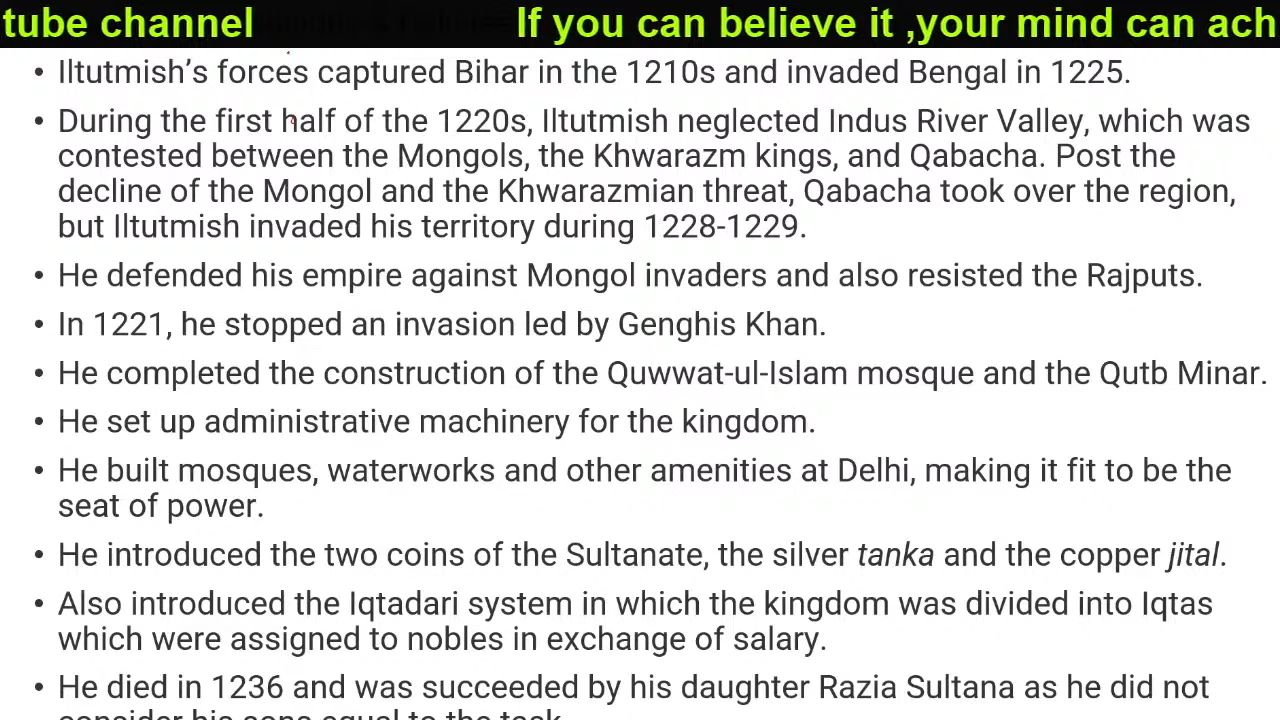 tube channel If you can believe it ,your mind can ach
• Iltutmish’s forces captured Bihar in the 1210s and invaded Bengal in 1225.
• During the first half of the 1220s, Iltutmish neglected Indus River Valley, which was
contested between the Mongols, the Khwarazm kings, and Qabacha. Post the
decline of the Mongol and the Khwarazmian threat, Qabacha took over the region,
but Iltutmish invaded his territory during 1228-1229.
• He defended his empire against Mongol invaders and also resisted the Rajputs.
• In 1221, he stopped an invasion led by Genghis Khan.
• He completed the construction of the Quwwat-ul-Islam mosque and the Qutb Minar.
• He set up administrative machinery for the kingdom.
• He built mosques, waterworks and other amenities at Delhi, making it fit to be the
seat of power.
• He introduced the two coins of the Sultanate, the silver tanka and the copper jital.
• Also introduced the Iqtadari system in which the kingdom was divided into Iqtas
which were assigned to nobles in exchange of salary.
• He died in 1236 and was succeeded by his daughter Razia Sultana as he did not
consider his sons equal to the task.